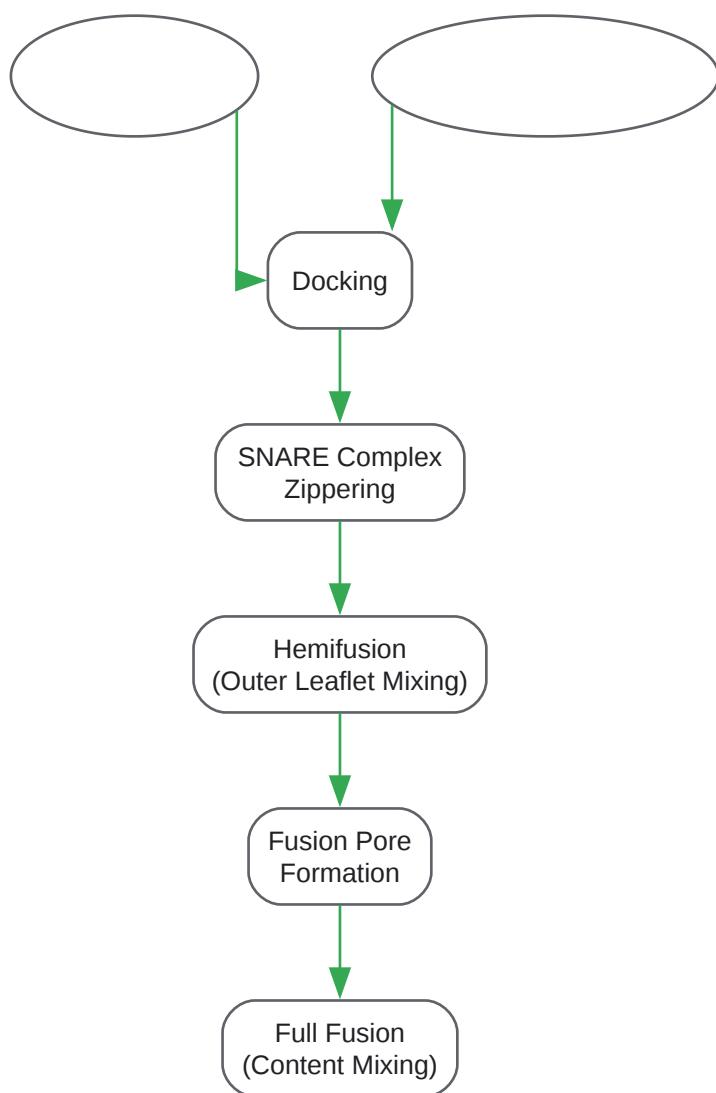 Docking
SNARE Complex
Zippering
Hemifusion
(Outer Leaflet Mixing)
Fusion Pore
Formation
Full Fusion
(Content Mixing)